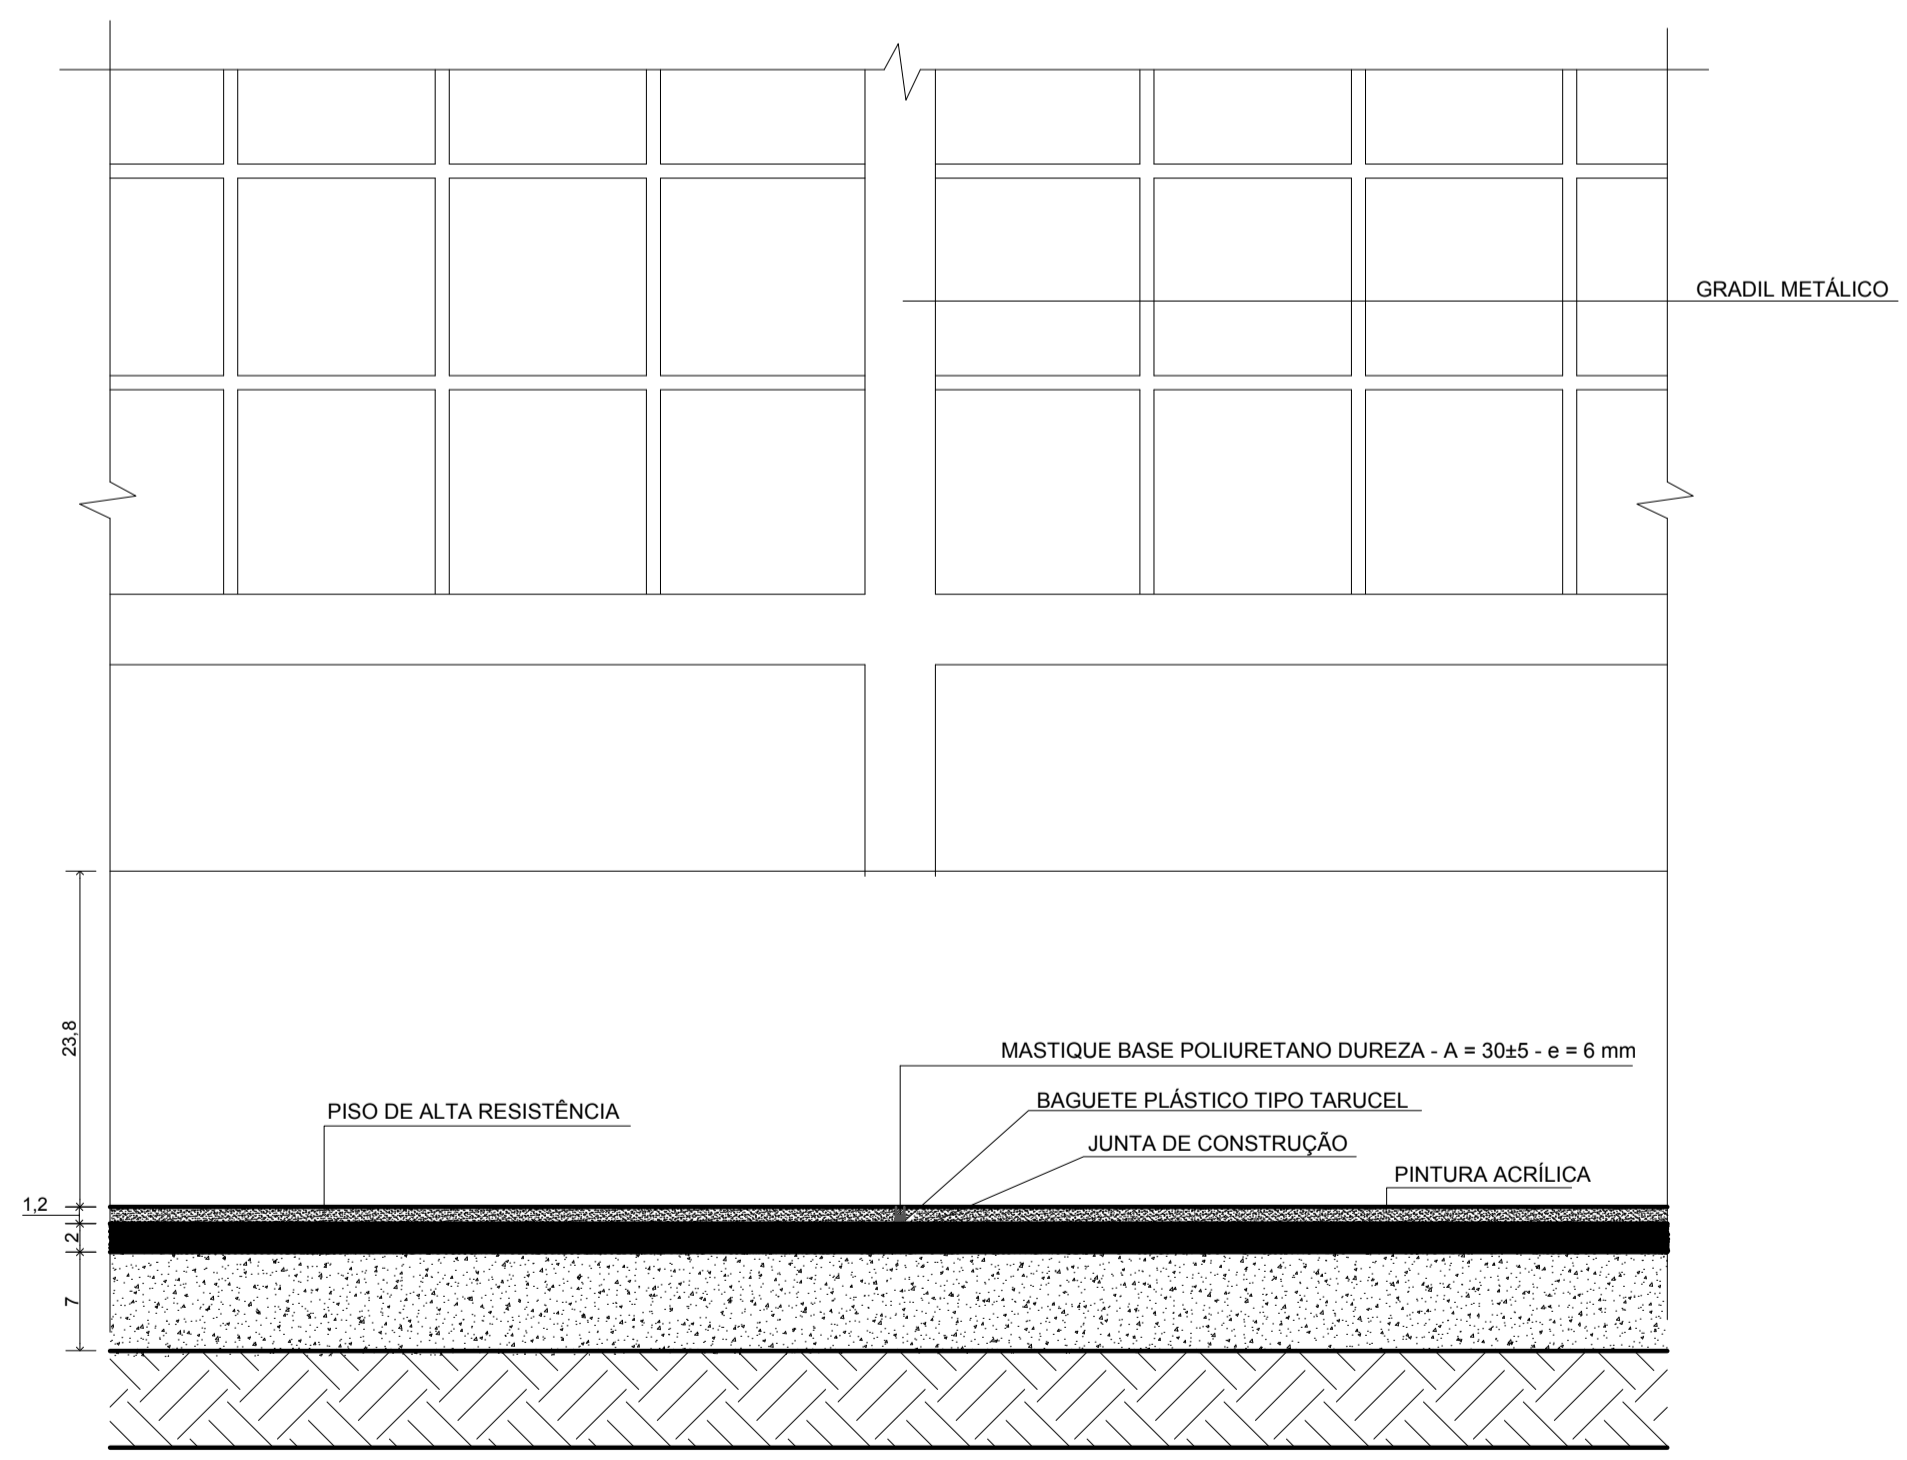 GRADIL METÁLICO
23,8
MASTIQUE BASE POLIURETANO DUREZA - A = 30±5 - e = 6 mm
BAGUETE PLÁSTICO TIPO TARUCEL
PISO DE ALTA RESISTÊNCIA
JUNTA DE CONSTRUÇÃO
PINTURA ACRÍLICA
1,2
2
7